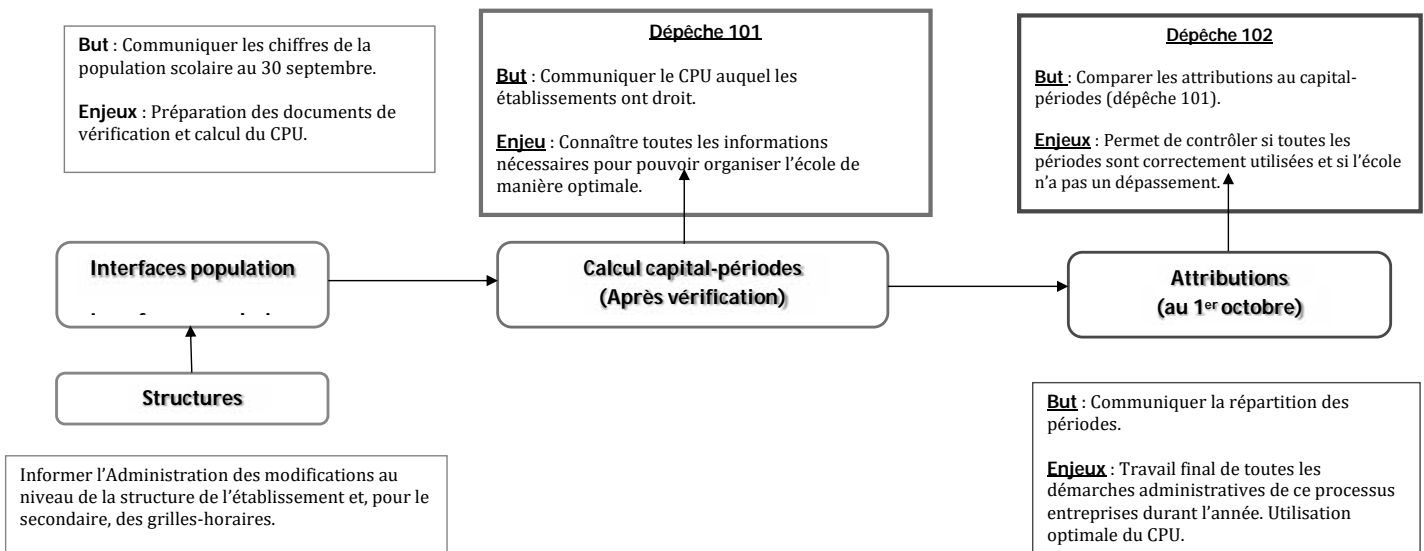 But : Communiquer les chiffres de la
population scolaire au 30 septembre.
Enjeux : Préparation des documents de
vérification et calcul du CPU.
Dépêche 101
But : Communiquer le CPU auquel les
établissements ont droit.
Enjeu : Connaître toutes les informations
nécessaires pour pouvoir organiser l’école de
manière optimale.
Dépêche 102
But : Comparer les attributions au capital-
périodes (dépêche 101).
Enjeux : Permet de contrôler si toutes les
périodes sont correctement utilisées et si l’école
n’a pas un dépassement.
Interfaces population
Calcul capital-périodes
(Après vérification)
Attributions
(au 1er octobre)
Structures
Informer l’Administration des modifications au
niveau de la structure de l’établissement et, pour le
secondaire, des grilles-horaires.
But : Communiquer la répartition des
périodes.
Enjeux : Travail final de toutes les
démarches administratives de ce processus
entreprises durant l’année. Utilisation
optimale du CPU.